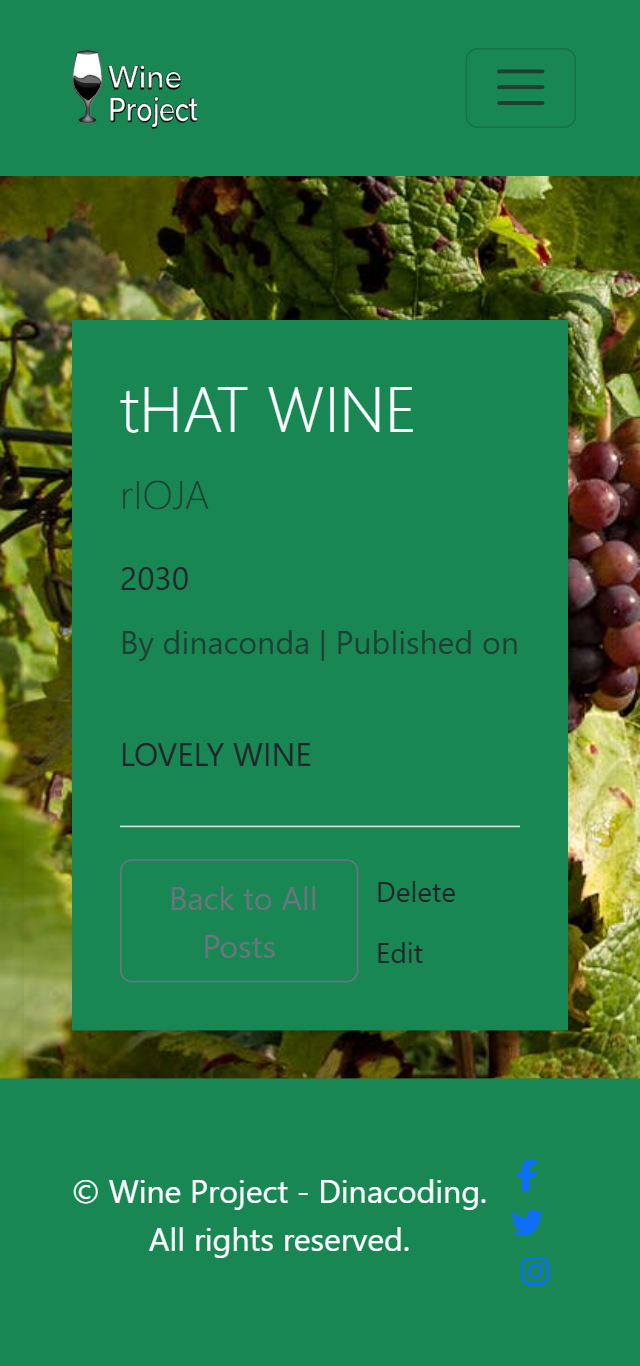 Wine
Project
tHAT WINE
rIOJA
2030
By dinaconda | Published on
LOVELY WINE
Back to All
Posts
Delete
Edit
© Wine Project - Dinacoding.
All rights reserved.